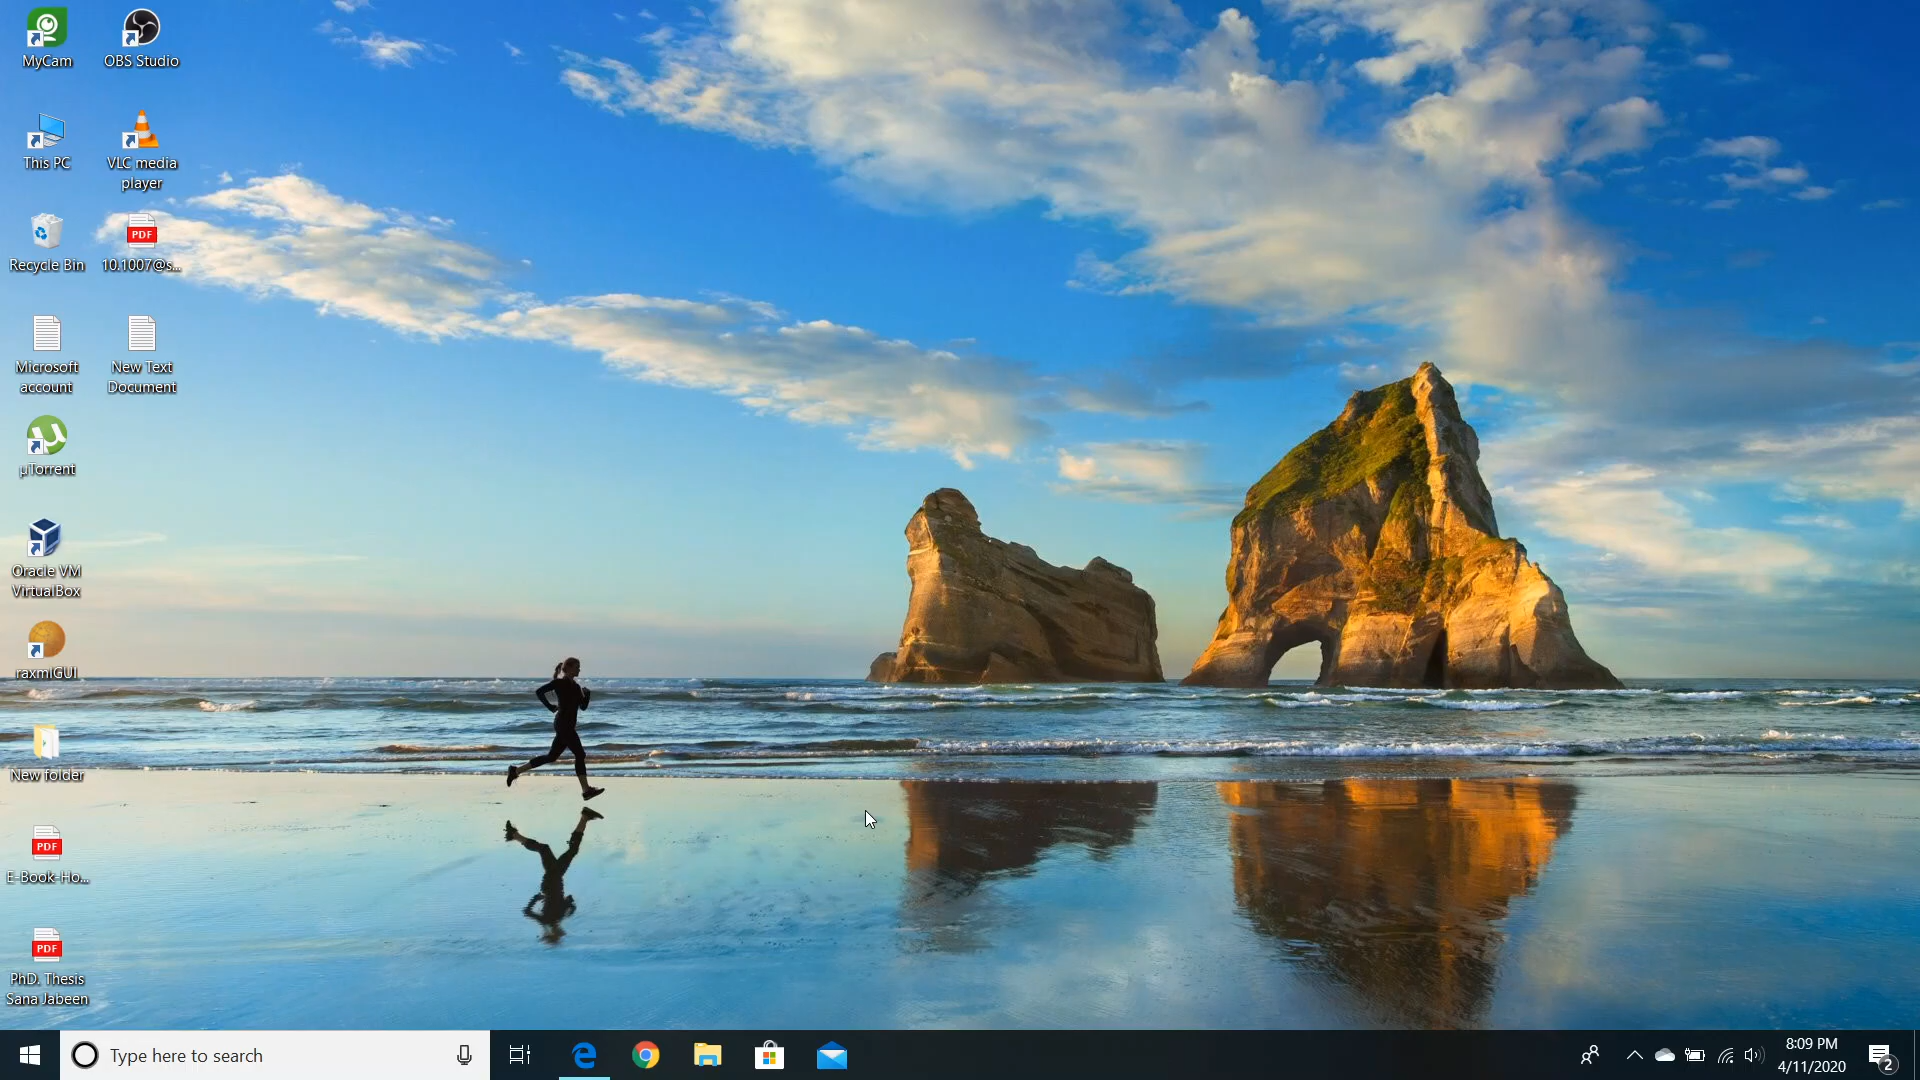 MyCam
OBS Studio
This PC
VLC media
player
Recycle Bin
PDF
10.1007@s...
Microsoft
account
New Text
Document
µTorrent
Oracle VM
VirtualBox
raxmlGUI
New folder
PDF
E-Book-Ho...
PDF
PhD. Thesis
Sana Jabeen
Type here to search
8:09 PM
4/11/2020
2